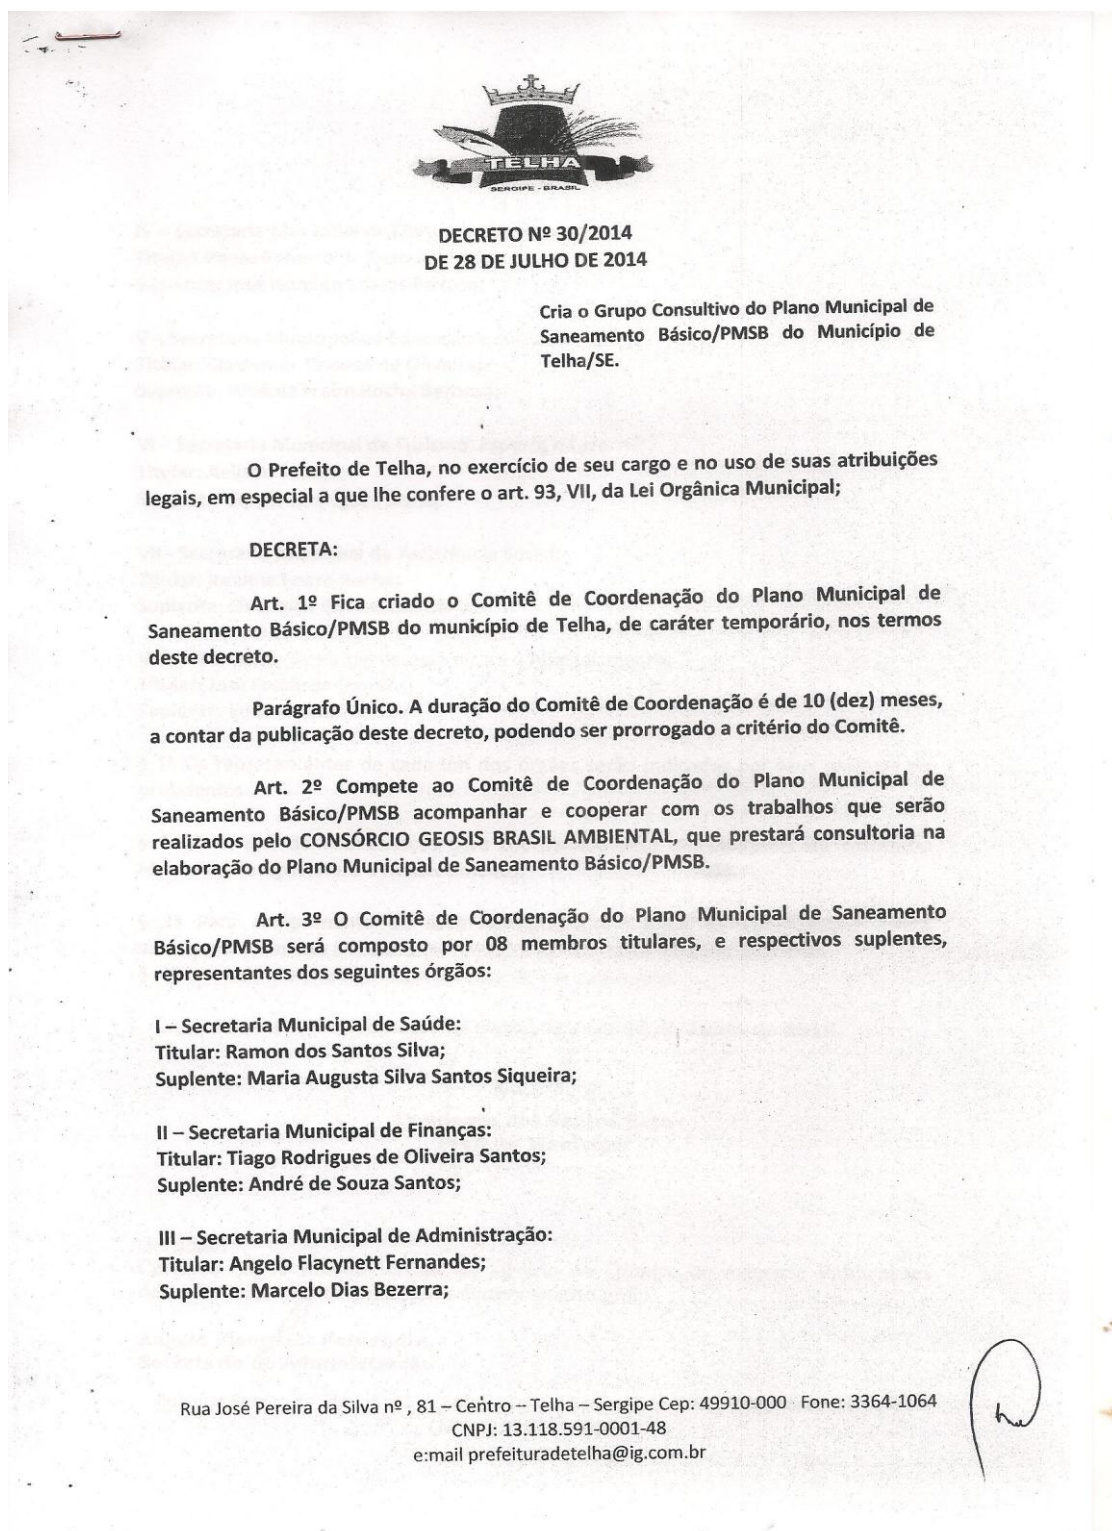 TELHA
SERGIPE - BRASIL
DECRETO Nº 30/2014
DE 28 DE JULHO DE 2014
Cria o Grupo Consultivo do Plano Municipal de
Saneamento Básico/PMSB do Município de
Telha/SE.
O Prefeito de Telha, no exercício de seu cargo e no uso de suas atribuições
legais, em especial a que lhe confere o art. 93, VII, da Lei Orgânica Municipal;
DECRETA:
Art. 1º Fica criado o Comitê de Coordenação do Plano Municipal de
Saneamento Básico/PMSB do município de Telha, de caráter temporário, nos termos
deste decreto.
Parágrafo Único. A duração do Comitê de Coordenação é de 10 (dez) meses,
a contar da publicação deste decreto, podendo ser prorrogado a critério do Comitê.
Art. 2º Compete ao Comitê de Coordenação do Plano Municipal de
Saneamento Básico/PMSB acompanhar e cooperar com os trabalhos que serão
realizados pelo CONSÓRCIO GEOSIS BRASIL AMBIENTAL, que prestará consultoria na
elaboração do Plano Municipal de Saneamento Básico/PMSB.
Art. 3º O Comitê de Coordenação do Plano Municipal de Saneamento
Básico/PMSB será composto por 08 membros titulares, e respectivos suplentes,
representantes dos seguintes órgãos:
I – Secretaria Municipal de Saúde:
Titular: Ramon dos Santos Silva;
Suplente: Maria Augusta Silva Santos Siqueira;
II – Secretaria Municipal de Finanças:
Titular: Tiago Rodrigues de Oliveira Santos;
Suplente: André de Souza Santos;
III – Secretaria Municipal de Administração:
Titular: Angelo Flacynett Fernandes;
Suplente: Marcelo Dias Bezerra;
Rua José Pereira da Silva nº , 81 – Centro – Telha – Sergipe Cep: 49910-000 Fone: 3364-1064
CNPJ: 13.118.591-0001-48
e:mail prefeituradetelha@ig.com.br